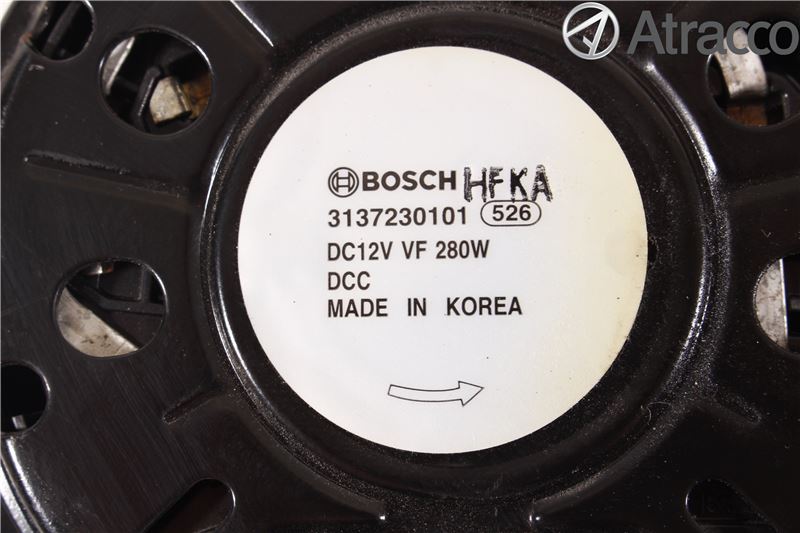 Atracco
BOSCH HFKA
3137230101 526
DC12V VF 280W
DCC
MADE IN KOREA